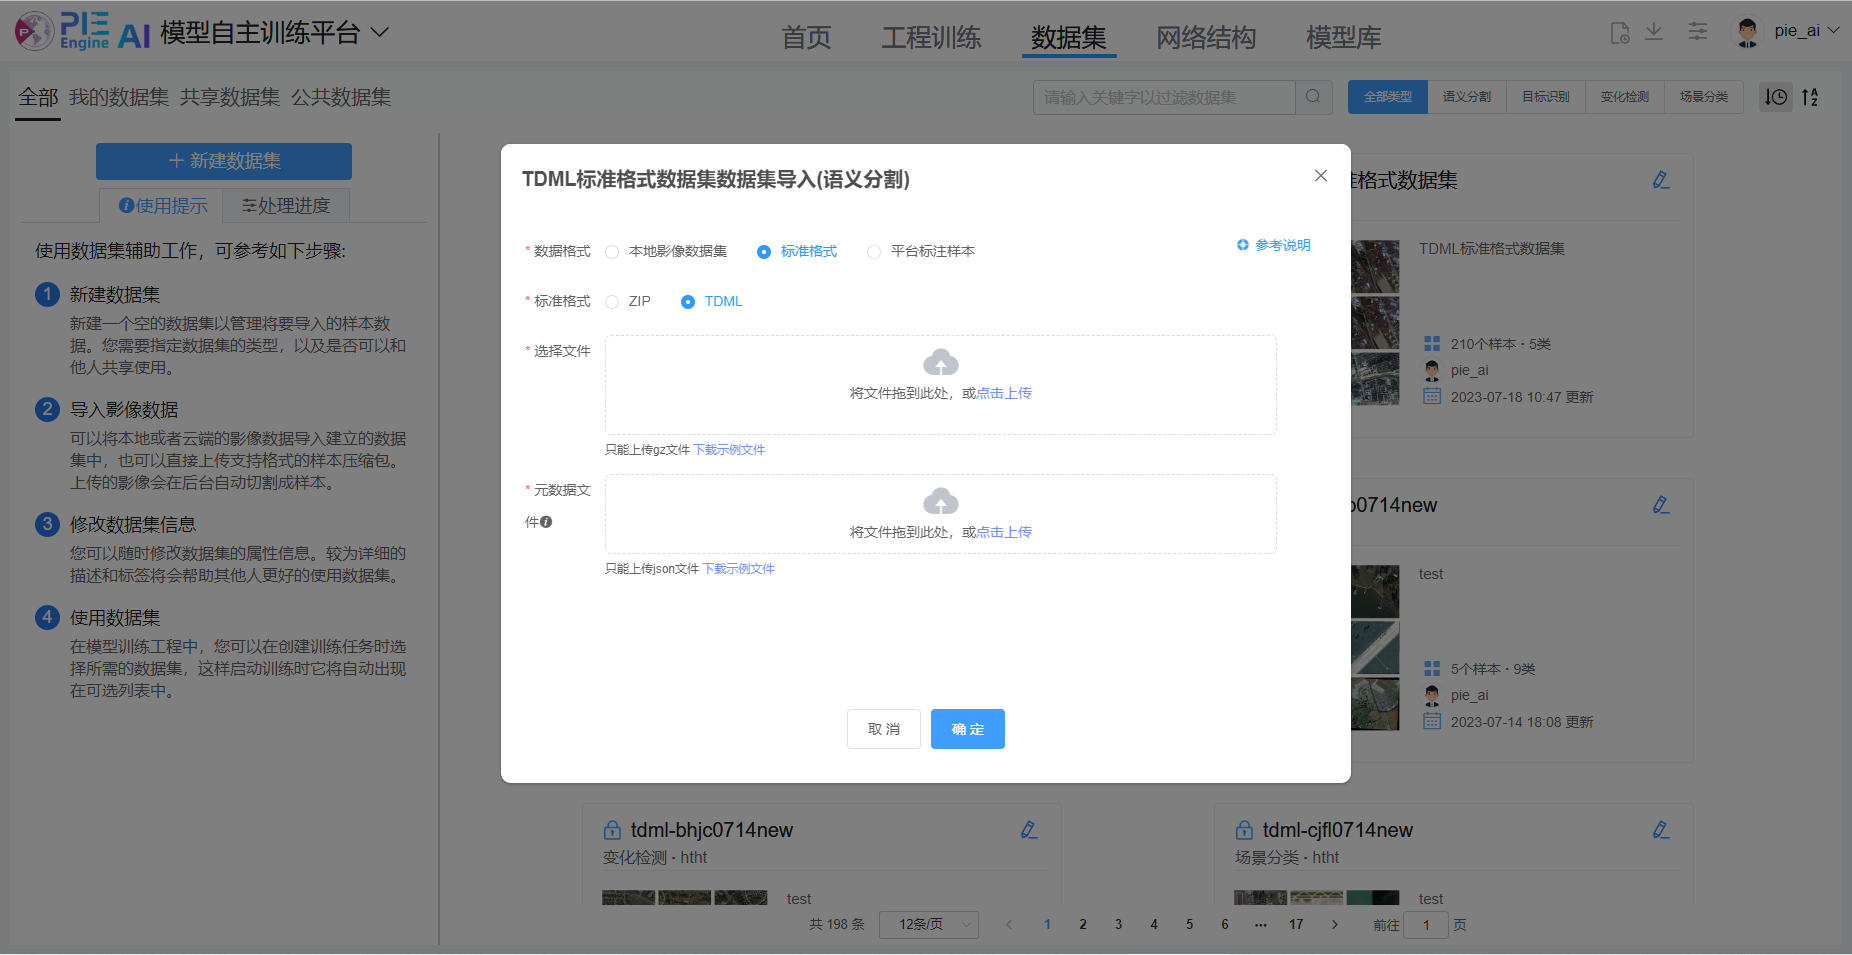 PIE
Engine AI 模型自主训练平台
首页 工程训练 数据集 网络结构 模型库
pie_ai
全部 我的数据集 共享数据集 公共数据集
请输入关键字以过滤数据集
全部类型 语义分割 目标识别 变化检测 场景分类
新建数据集
使用提示 处理进度
使用数据集辅助工作，可参考如下步骤:
1 新建数据集
新建一个空的数据集以管理将要导入的样本数
据。您需要指定数据集的类型，以及是否可以和
他人共享使用。
2 导入影像数据
可以将本地或者云端的影像数据导入建立的数据
集中，也可以直接上传支持格式的样本压缩包。
上传的影像会在后台自动切割成样本。
3 修改数据集信息
您可以随时修改数据集的属性信息。较为详细的
描述和标签将会帮助其他人更好的使用数据集。
4 使用数据集
在模型训练工程中，您可以在创建训练任务时选
择所需的数据集，这样启动训练时它将自动出现
在可选列表中。
TDML标准格式数据集数据集导入(语义分割)
* 数据格式 本地影像数据集 标准格式 平台标注样本 参考说明
* 标准格式 ZIP TDML
* 选择文件
将文件拖到此处，或点击上传
只能上传gz文件 下载示例文件
* 元数据文
件
将文件拖到此处，或点击上传
只能上传json文件 下载示例文件
取消 确定
格式数据集
TDML标准格式数据集
210个样本 · 5类
pie_ai
2023-07-18 10:47 更新
0714new
test
5个样本 · 9类
pie_ai
2023-07-14 18:08 更新
tdml-bhjc0714new
变化检测 · htht
test
tdml-cjfl0714new
场景分类 · htht
test
共 198 条 12条/页 < 1 2 3 4 5 6 ••• 17 > 前往 1 页